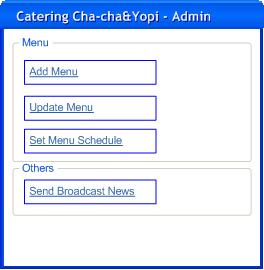 Catering Cha-cha&Yopi - Admin
Menu
Add Menu
Update Menu
Set Menu Schedule
Others
Send Broadcast News